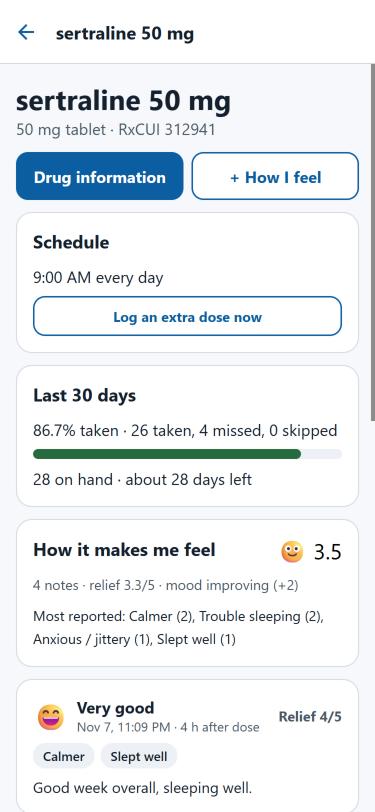 sertraline 50 mg
sertraline 50 mg
50 mg tablet · RxCUI 312941
Drug information
+ How I feel
Schedule
9:00 AM every day
Log an extra dose now
Last 30 days
86.7% taken · 26 taken, 4 missed, 0 skipped
28 on hand · about 28 days left
How it makes me feel
3.5
4 notes · relief 3.3/5 · mood improving (+2)
Most reported: Calmer (2), Trouble sleeping (2),
Anxious / jittery (1), Slept well (1)
Very good
Relief 4/5
Nov 7, 11:09 PM · 4 h after dose
Calmer
Slept well
Good week overall, sleeping well.